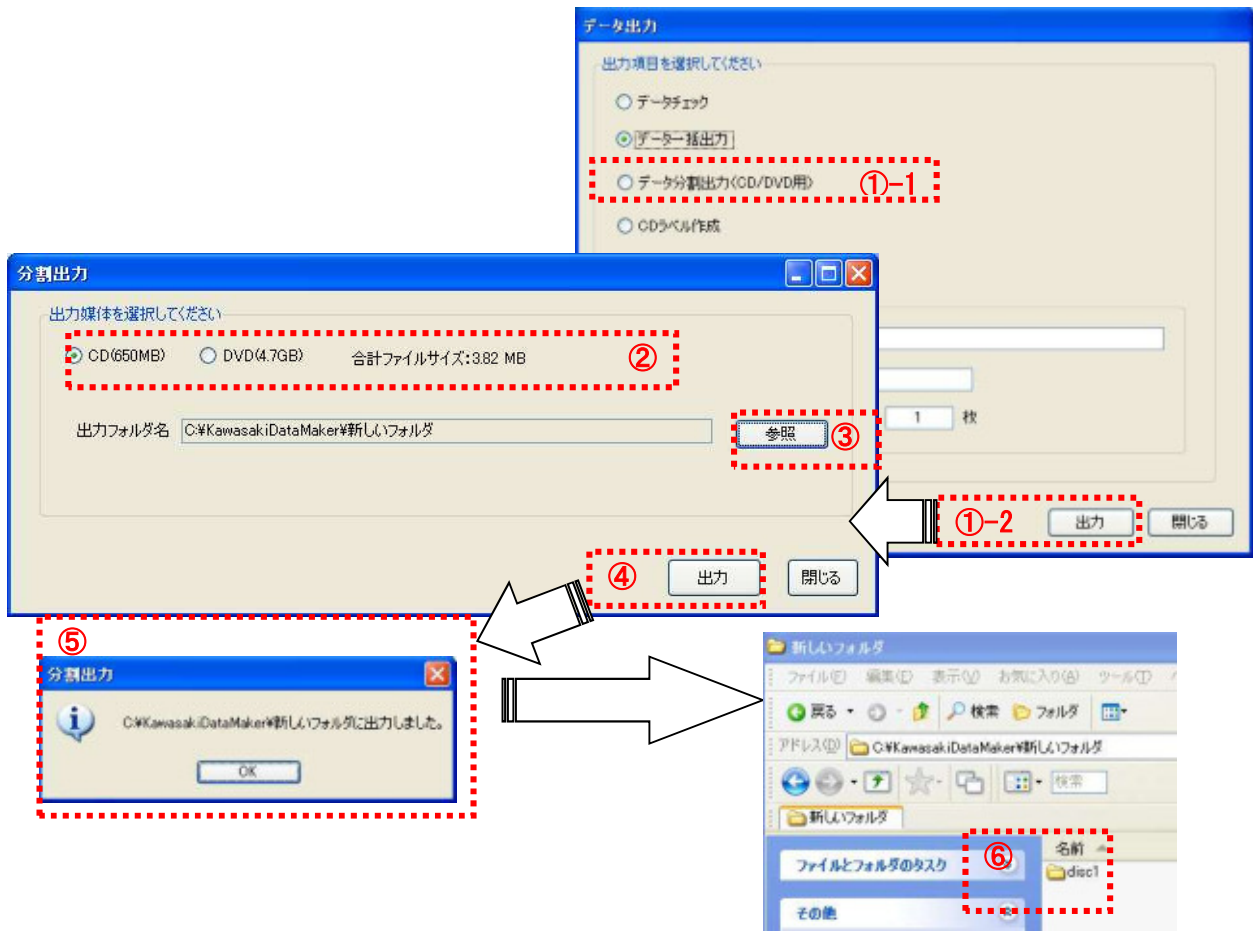 データ出力
出力項目を選択してください
データチェック
データ一括出力
データ分割出力(CD/DVD用) ①-1
CDラベル作成
1 枚
①-2 出力 閉じる
分割出力
出力媒体を選択してください
CD(650MB) DVD(4.7GB) 合計ファイルサイズ:3.82 MB ②
出力フォルダ名 C:¥KawasakiDataMaker¥新しいフォルダ 参照 ③
④ 出力 閉じる
⑤
分割出力
C:¥KawasakiDataMaker¥新しいフォルダに出力しました。
OK
新しいフォルダ
ファイル(F) 編集(E) 表示(V) お気に入り(A) ツール(T)
戻る 検索 フォルダ
アドレス(D) C:¥KawasakiDataMaker¥新しいフォルダ
検索
新しいフォルダ
ファイルとフォルダのタスク ⑥ 名前
disc1
その他